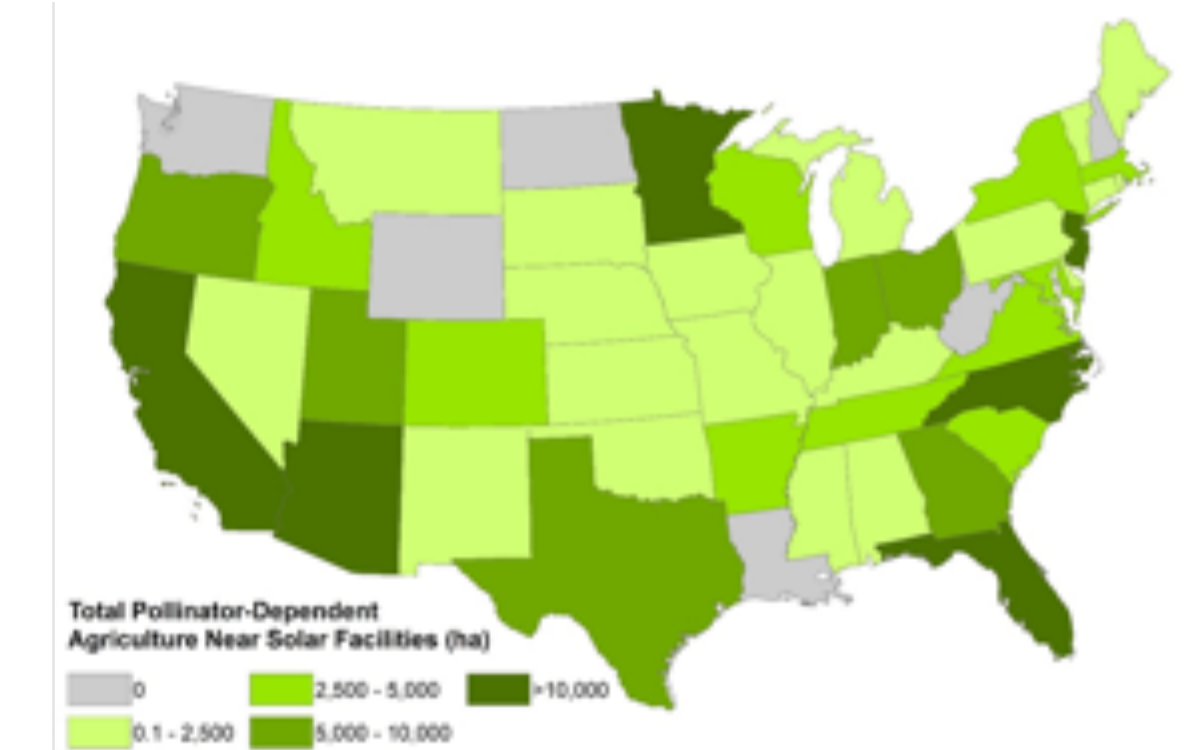 Total Pollinator-Dependent
Agriculture Near Solar Facilities (ha)
0
2,500 - 5,000
>10,000
0.1 - 2,500
5,000 - 10,000